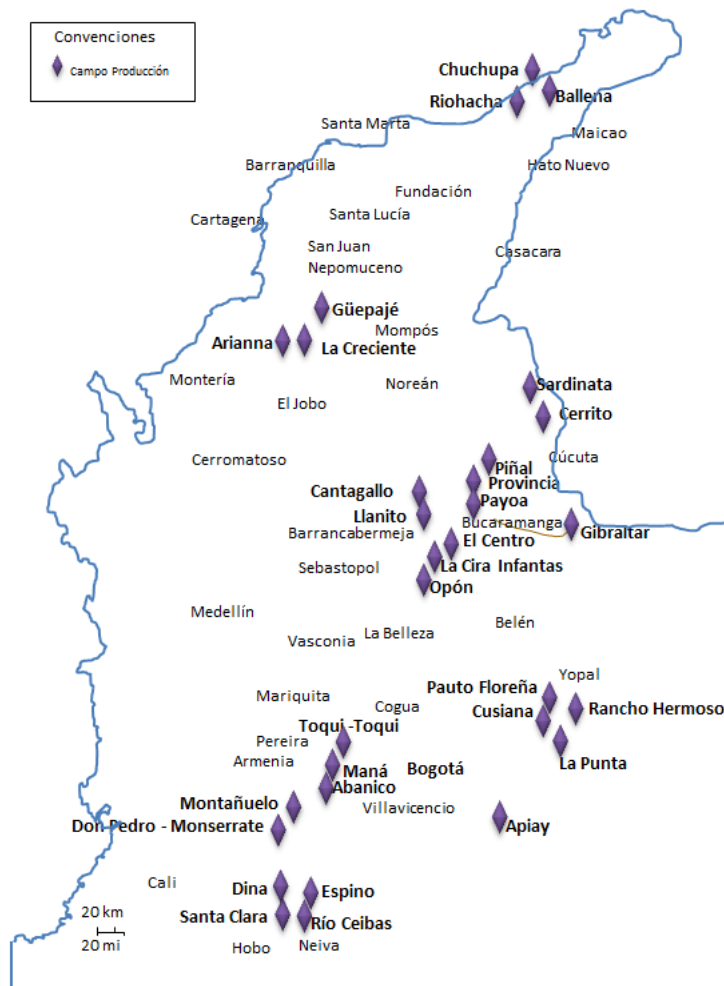 Convenciones
Campo Producción
Chuchupa
Riohacha
Ballena
Santa Marta
Maicao
Barranquilla
Hato Nuevo
Fundación
Cartagena
Santa Lucía
San Juan
Nepomuceno
Casacara
Güepajé
Mompós
Arianna
La Creciente
Montería
Noreán
Sardinata
El Jobo
Cerrito
Cerromatoso
Cúcuta
Piñal
Provincia
Cantagallo
Payoa
Llanito
Bucaramanga
Barrancabermeja
Gibraltar
El Centro
Sebastopol
La Cira Infantas
Opón
Medellín
Belén
La Belleza
Vasconia
Yopal
Pauto Floreña
Mariquita
Cogua
Rancho Hermoso
Cusiana
Toqui -Toqui
Pereira
Armenia
La Punta
Maná
Bogotá
Abanico
Montañuelo
Villavicencio
Don Pedro - Monserrate
Apiay
Cali
Dina
Espino
20 km
Santa Clara
Río Ceibas
20 mi
Hobo
Neiva